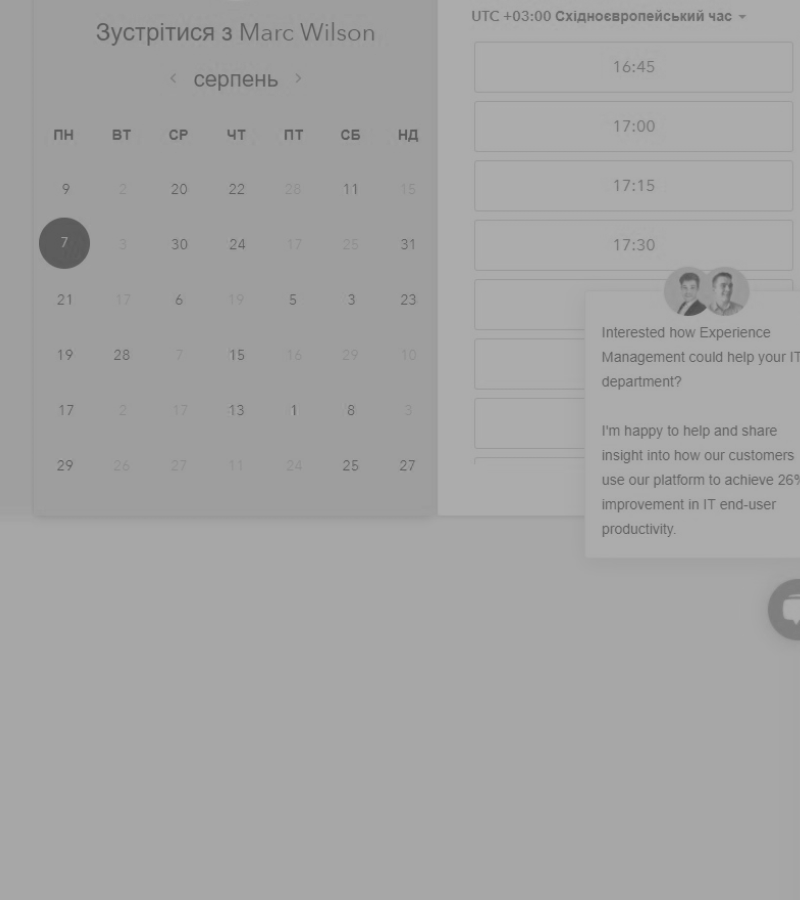 Зустрітися з Marc Wilson
серпень
ПН ВТ СР ЧТ ПТ СБ НД
9 2 20 22 28 11 15
7 3 30 24 17 25 31
21 17 6 19 5 3 23
19 28 7 15 16 29 10
17 2 17 13 1 8 3
29 26 27 11 24 25 27
UTC +03:00 Східноєвропейський час
16:45
17:00
17:15
17:30
Interested how Experience
Management could help your IT
department?
I'm happy to help and share
insight into how our customers
use our platform to achieve 26%
improvement in IT end-user
productivity.